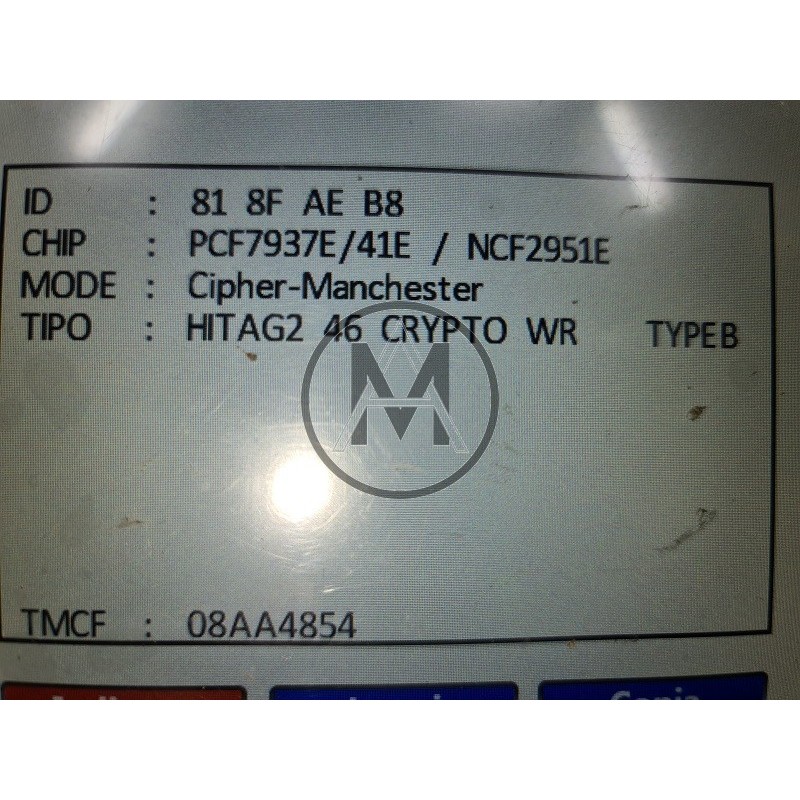 ID : 81 8F AE B8
CHIP : PCF7937E/41E / NCF2951E
MODE : Cipher-Manchester
TIPO : HITAG2 46 CRYPTO WR TYPE B
TMCF : 08AA4854